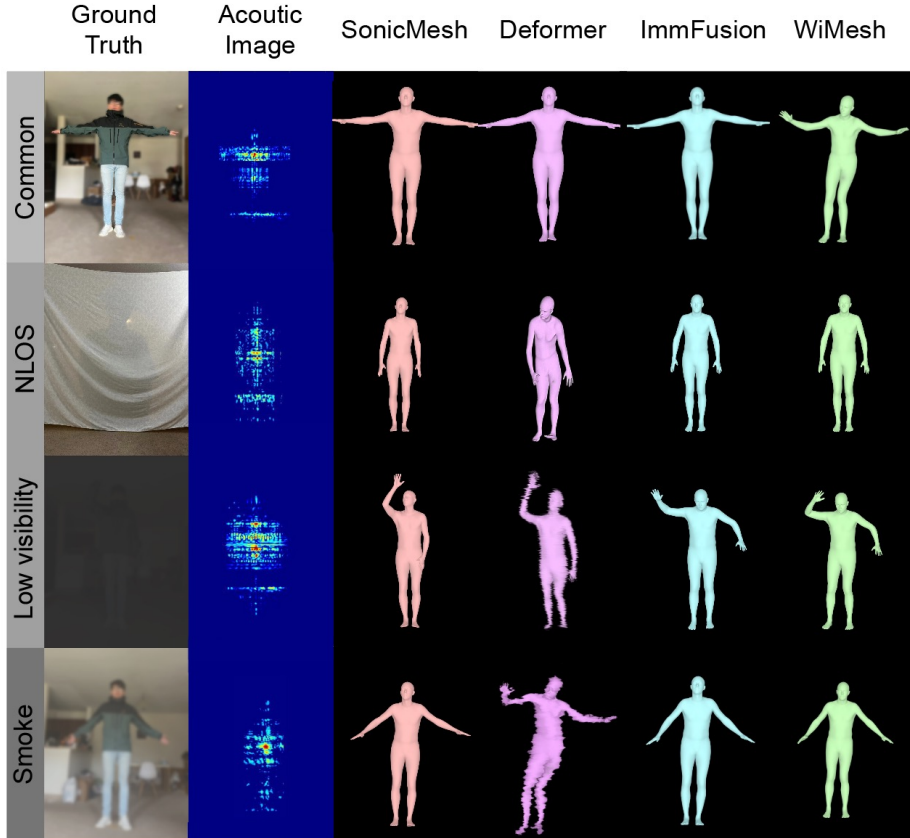 Ground
Truth
Acoutic
Image
SonicMesh
Deformer
ImmFusion
WiMesh
Common
NLOS
Low visibility
Smoke